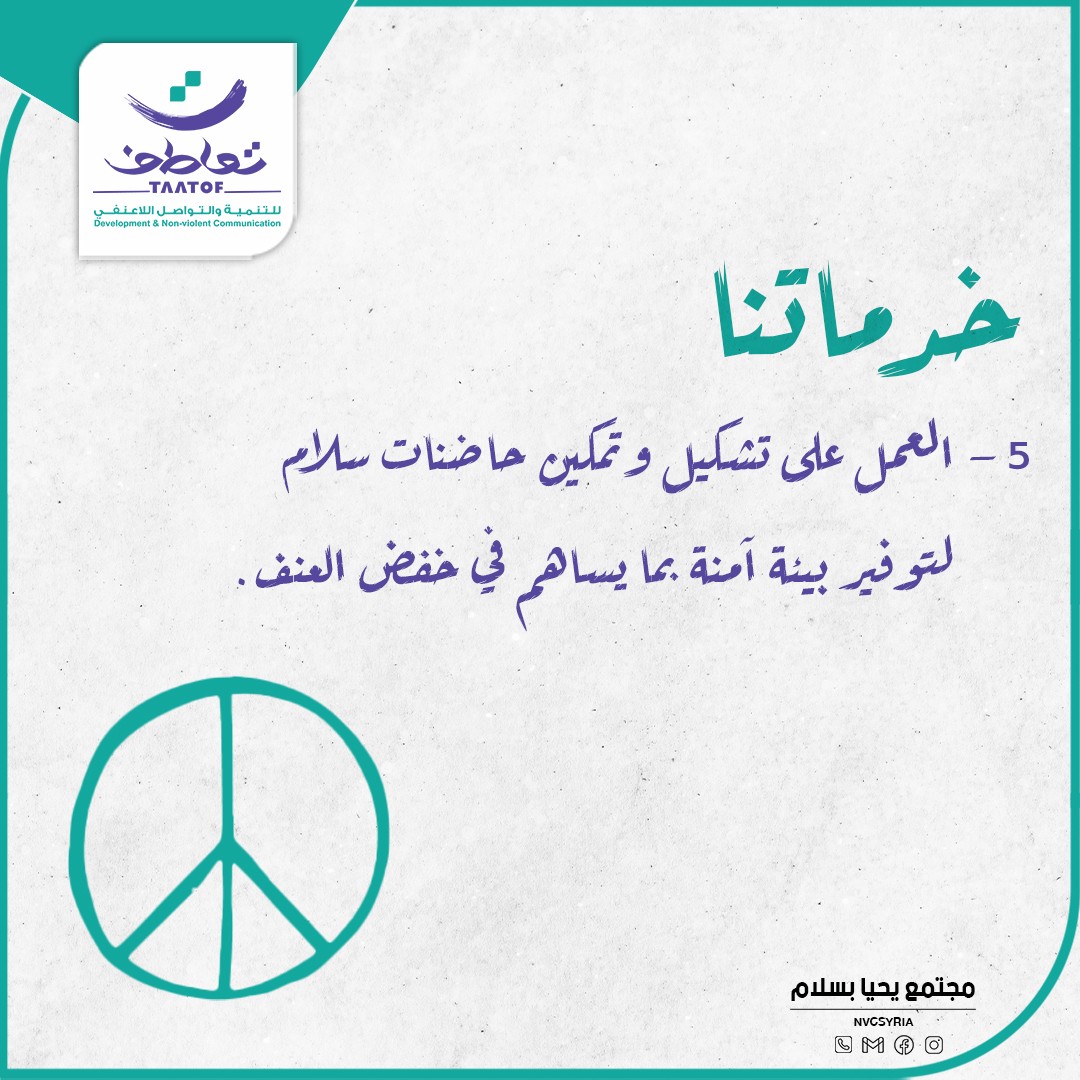 تعاطف
TAATOF
للتنمية والتواصل اللاعنفي
Development & Non-violent Communication
خدماتنا
5 - العمل على تشكيل و تمكين حاضنات سلام
لتوفير بيئة آمنة بما يساهم في خفض العنف.
مجتمع يحيا بسلام
NVCSYRIA